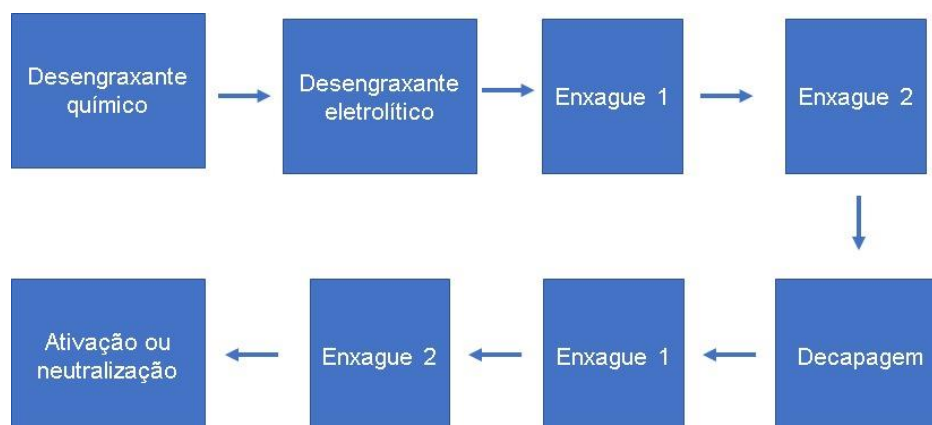 Desengraxante
químico
Desengraxante
eletrolítico
Enxague 1
Enxague 2
Decapagem
Enxague 1
Enxague 2
Ativação ou
neutralização